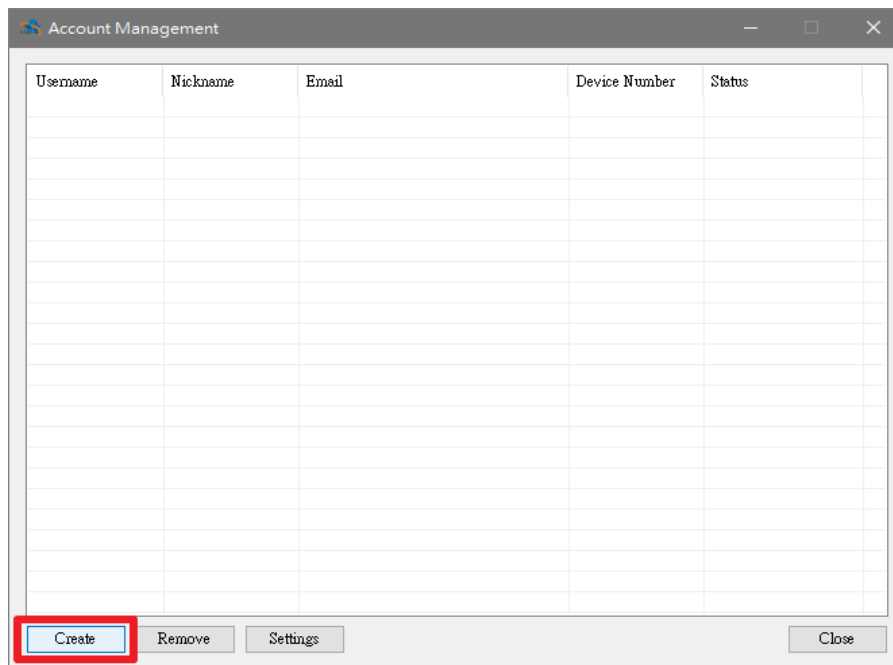 Account Management
Username Nickname Email Device Number Status
Create Remove Settings Close